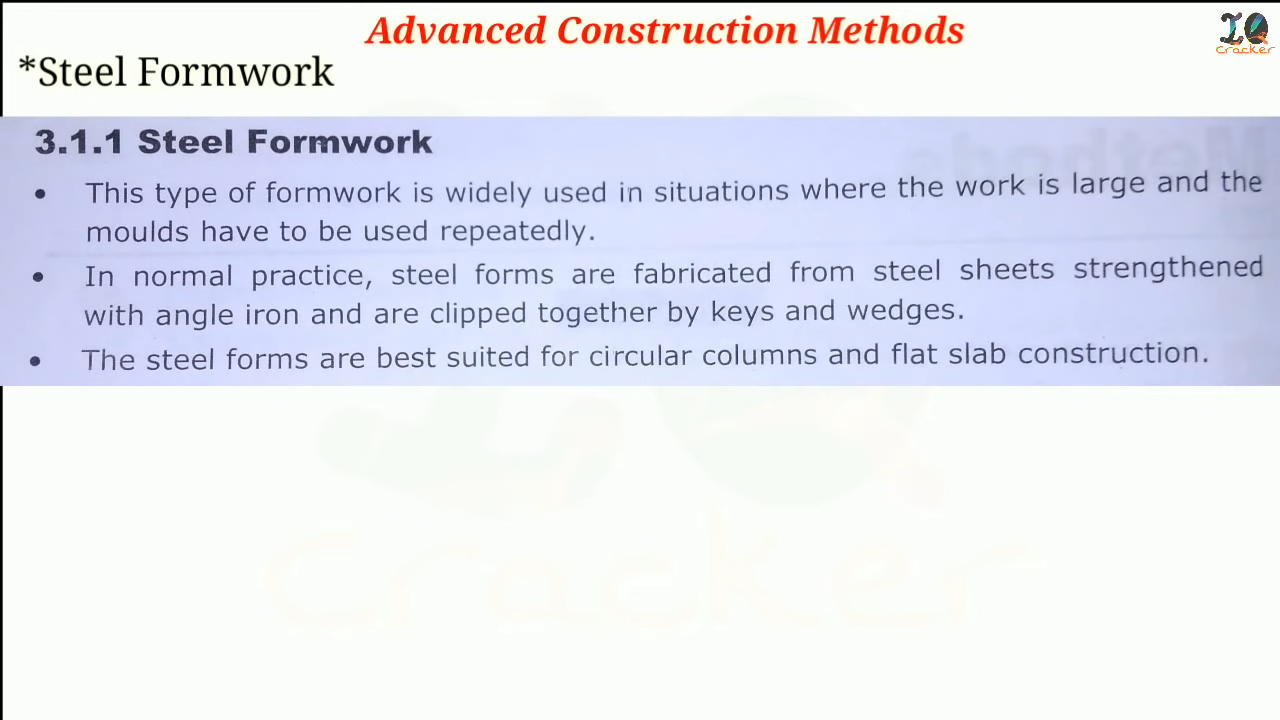 Advanced Construction Methods
IQ
Cracker
*Steel Formwork
3.1.1 Steel Formwork
• This type of formwork is widely used in situations where the work is large and the
moulds have to be used repeatedly.
• In normal practice, steel forms are fabricated from steel sheets strengthened
with angle iron and are clipped together by keys and wedges.
• The steel forms are best suited for circular columns and flat slab construction.
Cracker